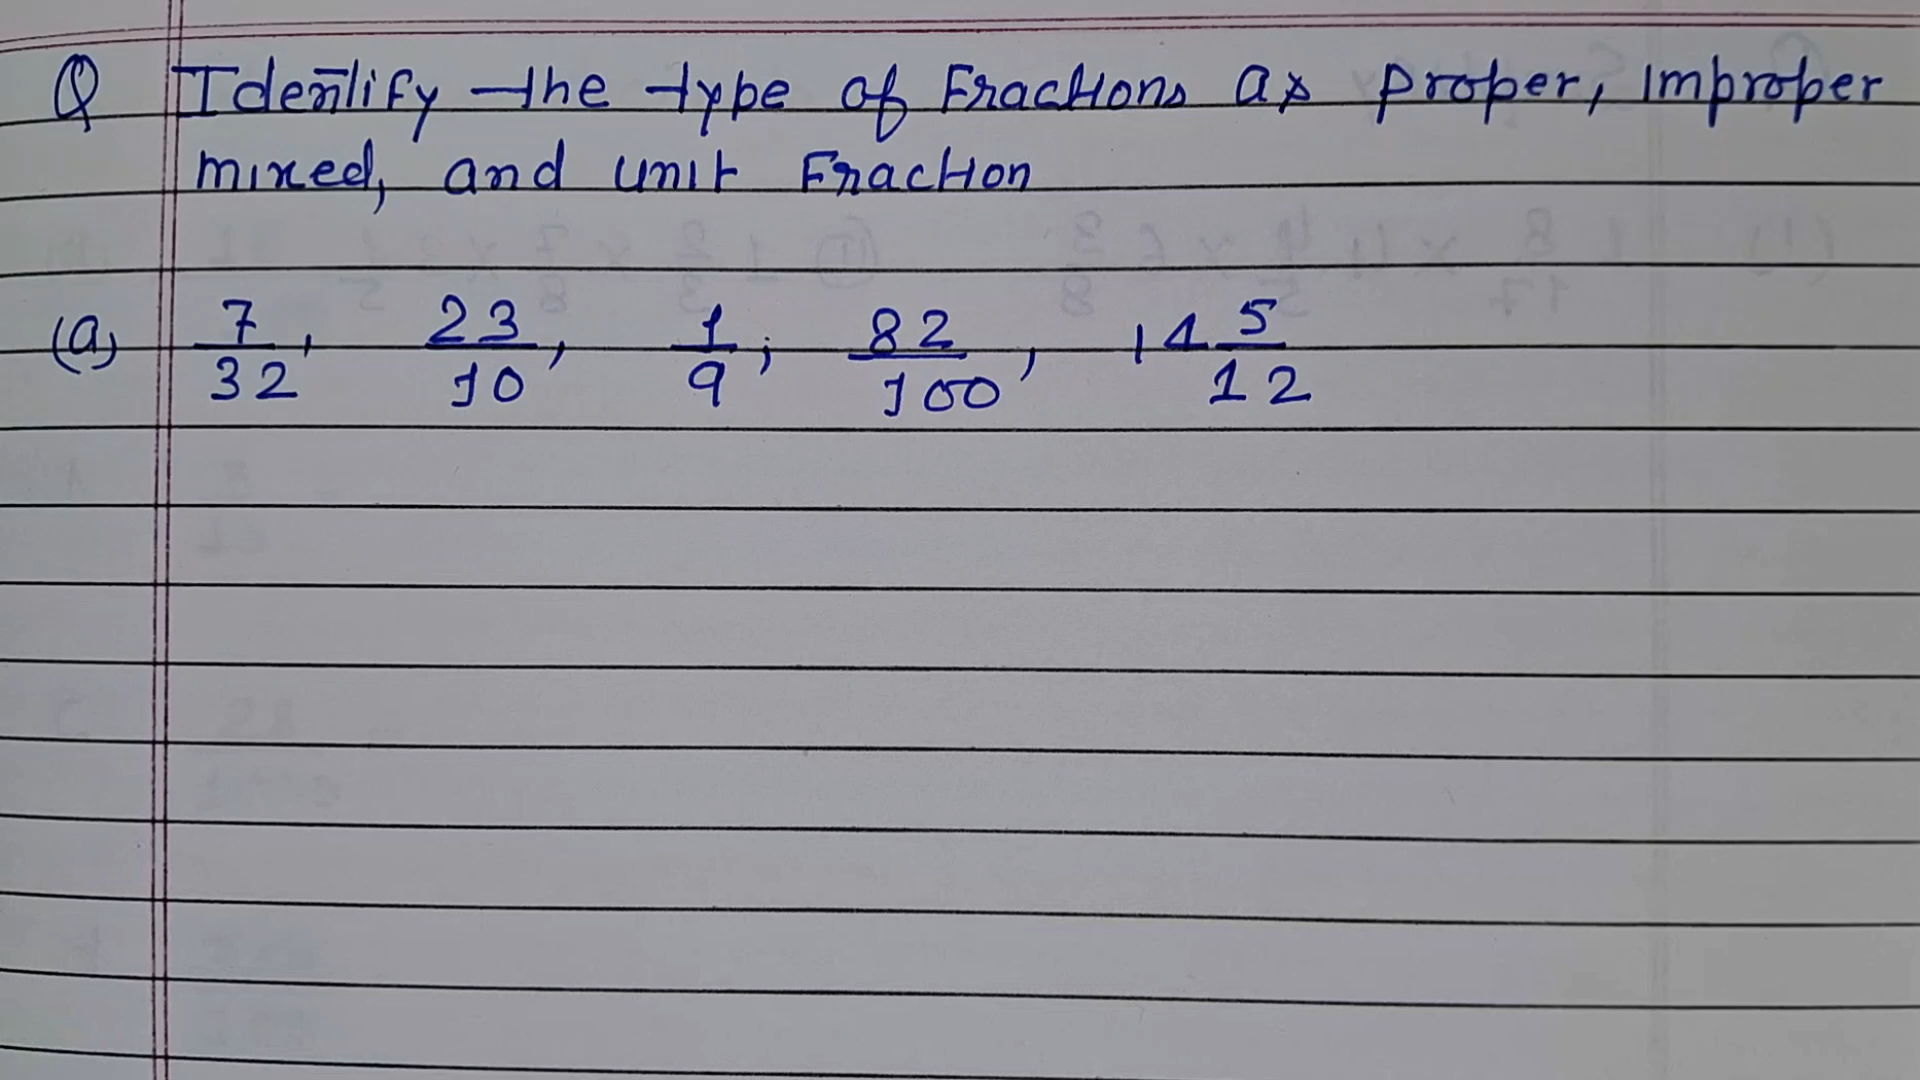 Q Identify the type of Fractions as proper, improper
mixed, and unit Fraction
(a) 7/32, 23/10, 1/9, 82/100, 14 5/12